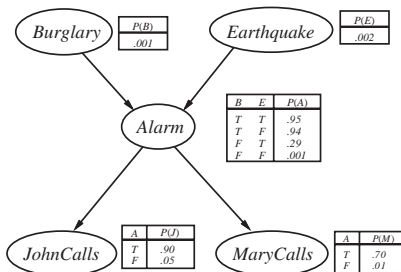 Burglary
P(B)
.001
Earthquake
P(E)
.002
Alarm
B E P(A)
T T .95
T F .94
F T .29
F F .001
JohnCalls
A P(J)
T .90
F .05
MaryCalls
A P(M)
T .70
F .01